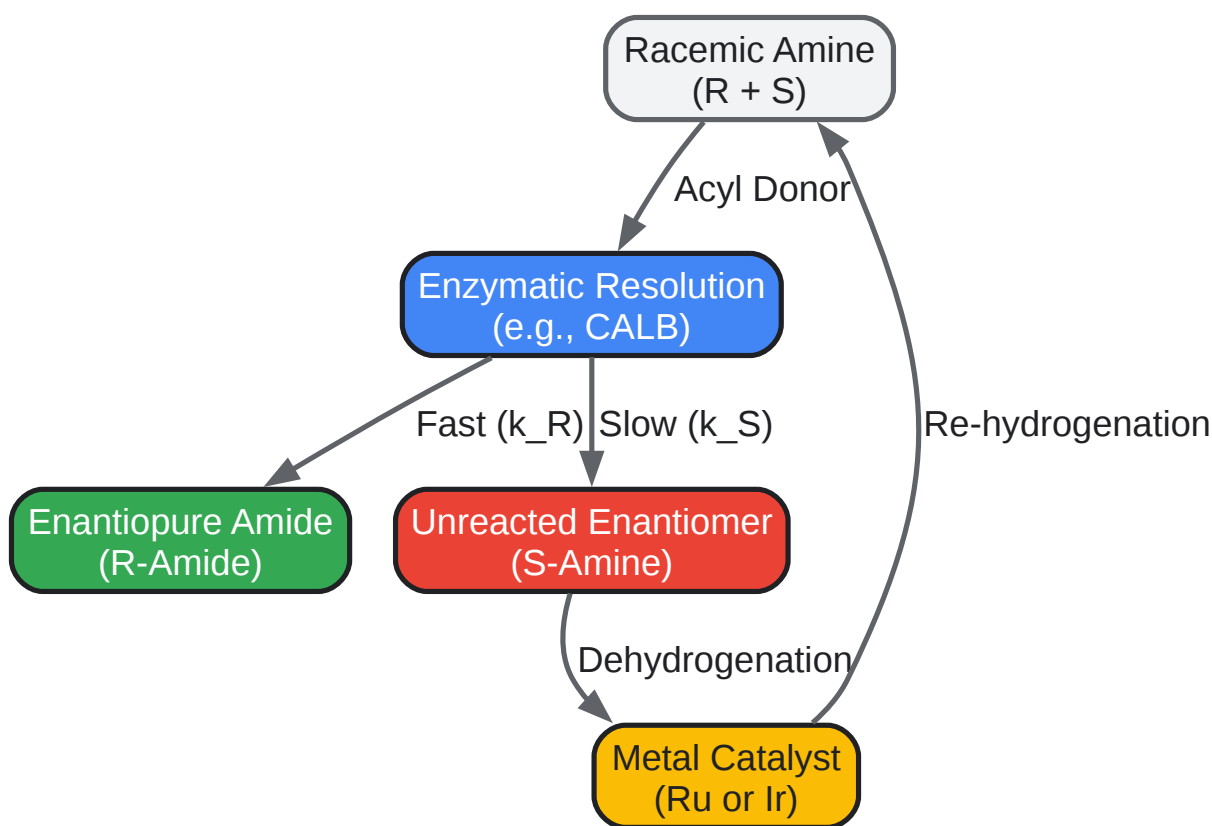 Racemic Amine
(R + S)
Acyl Donor
Enzymatic Resolution
(e.g., CALB)
Fast (k_R)
Slow (k_S)
Re-hydrogenation
Enantiopure Amide
(R-Amide)
Unreacted Enantiomer
(S-Amine)
Dehydrogenation
Metal Catalyst
(Ru or Ir)